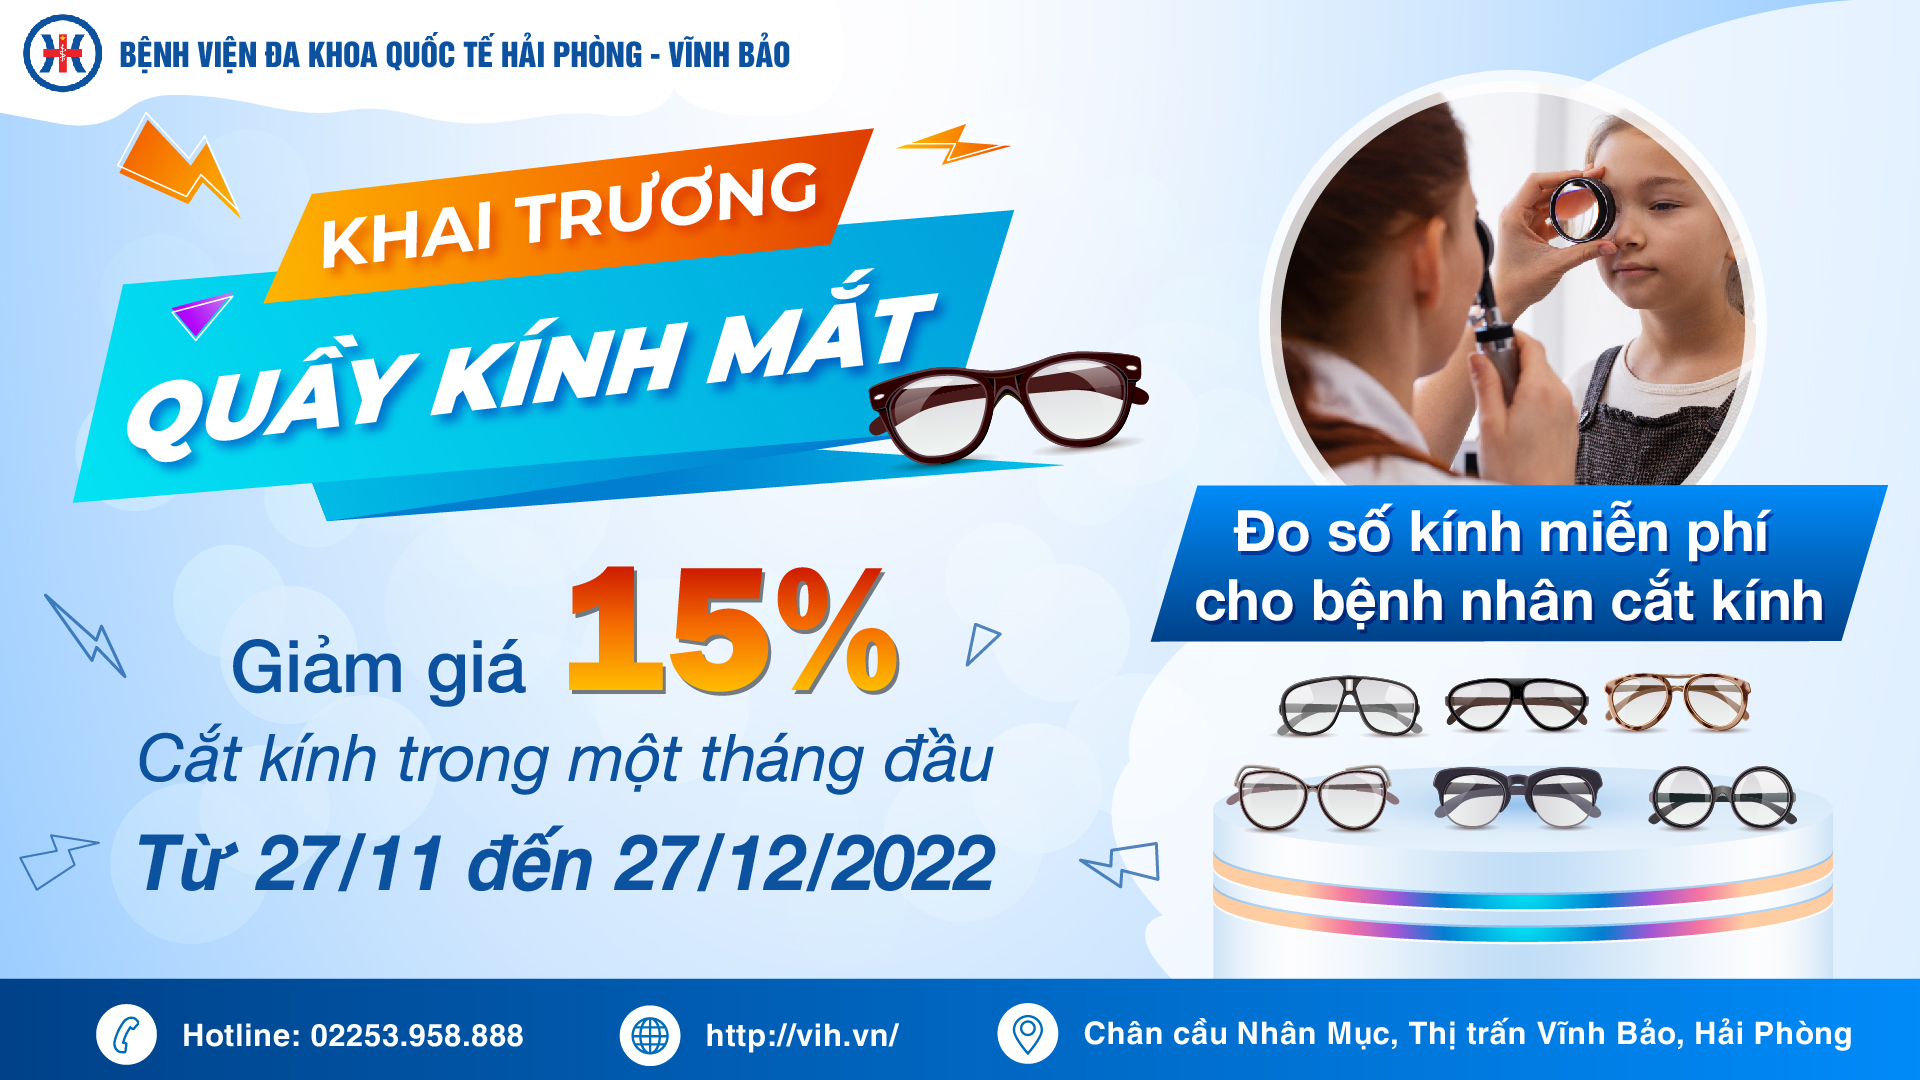 BỆNH VIỆN ĐA KHOA QUỐC TẾ HẢI PHÒNG - VĨNH BẢO
KHAI TRƯƠNG
QUẦY KÍNH MẮT
Giảm giá 15%
Cắt kính trong một tháng đầu
Từ 27/11 đến 27/12/2022
Đo số kính miễn phí
cho bệnh nhân cắt kính
Hotline: 02253.958.888
http://vih.vn/
Chân cầu Nhân Mục, Thị trấn Vĩnh Bảo, Hải Phòng